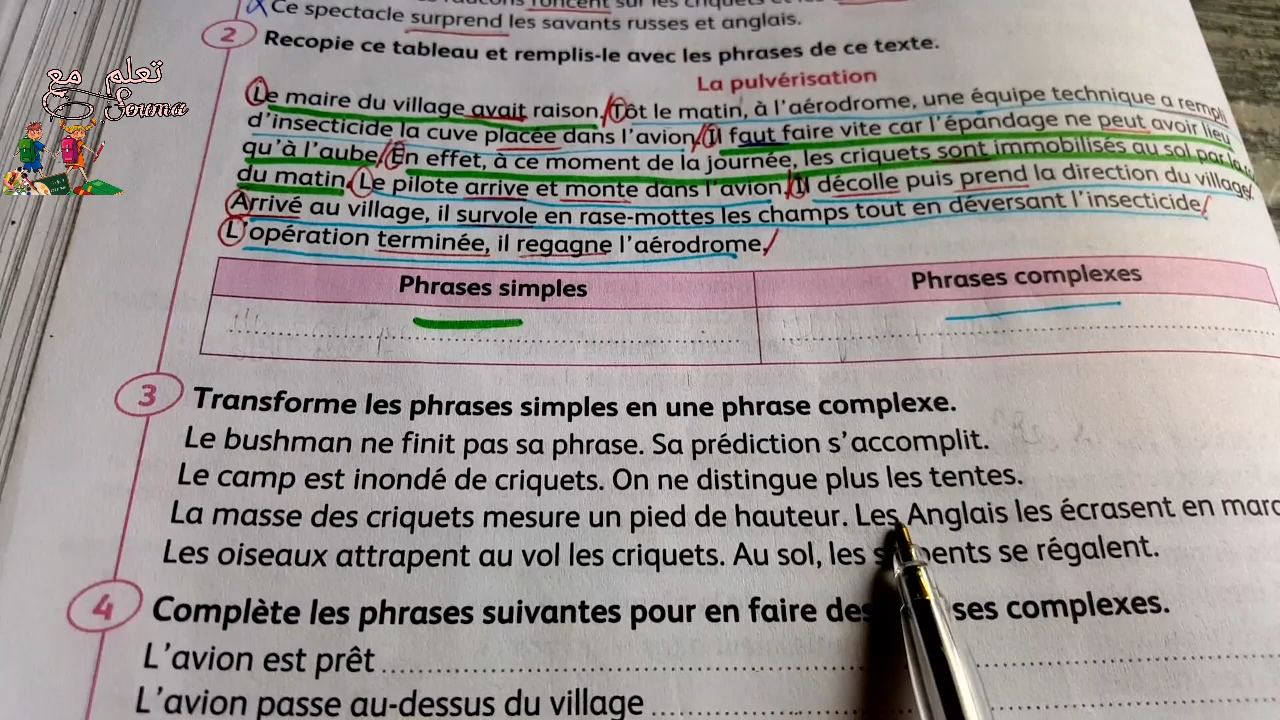 foncent sur les criquets et les
Ce spectacle surprend les savants russes et anglais.
2 Recopie ce tableau et remplis-le avec les phrases de ce texte.
تعلم مع
Souna
La pulvérisation
Le maire du village avait raison. Tôt le matin, à l'aérodrome, une équipe technique a rempli
d'insecticide la cuve placée dans l'avion. Il faut faire vite car l'épandage ne peut avoir lieu
qu'à l'aube. En effet, à ce moment de la journée, les criquets sont immobilisés au sol par la
du matin. Le pilote arrive et monte dans l'avion. Il décolle puis prend la direction du village.
Arrivé au village, il survole en rase-mottes les champs tout en déversant l'insecticide.
L'opération terminée, il regagne l'aérodrome.
Phrases simples Phrases complexes
3 Transforme les phrases simples en une phrase complexe.
Le bushman ne finit pas sa phrase. Sa prédiction s'accomplit.
Le camp est inondé de criquets. On ne distingue plus les tentes.
La masse des criquets mesure un pied de hauteur. Les Anglais les écrasent en marc
Les oiseaux attrapent au vol les criquets. Au sol, les se régalent.
4 Complète les phrases suivantes pour en faire des complexes.
L'avion est prêt
L'avion passe au-dessus du village